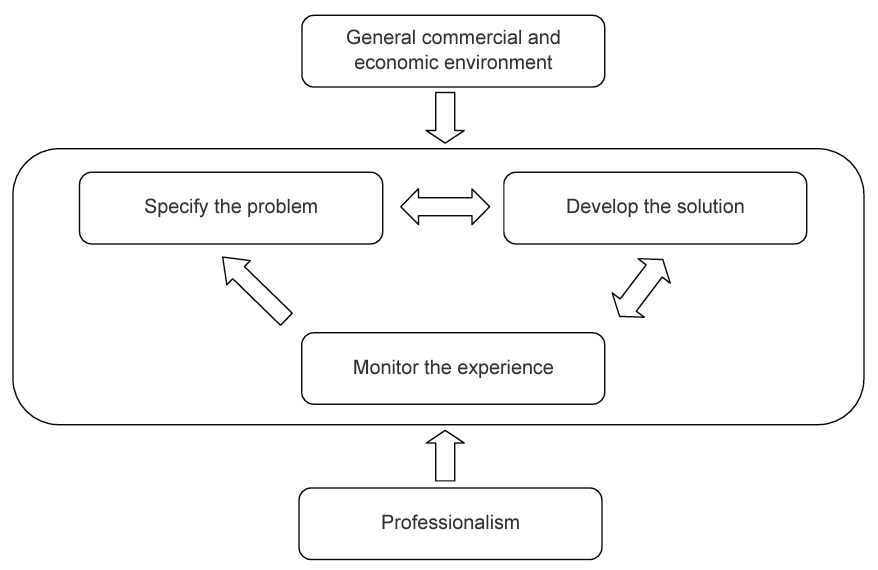 General commercial and
economic environment
Specify the problem
Develop the solution
Monitor the experience
Professionalism